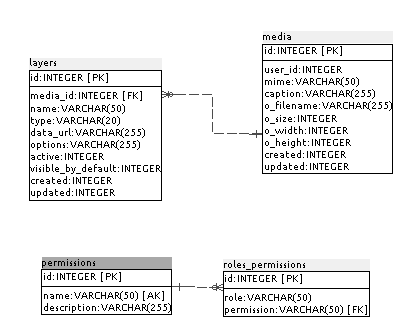 layers
id:INTEGER [PK]
media_id:INTEGER [FK]
name:VARCHAR(50)
type:VARCHAR(20)
data_url:VARCHAR(255)
options:VARCHAR(255)
active:INTEGER
visible_by_default:INTEGER
created:INTEGER
updated:INTEGER
media
id:INTEGER [PK]
user_id:INTEGER
mime:VARCHAR(50)
caption:VARCHAR(255)
o_filename:VARCHAR(255)
o_size:INTEGER
o_width:INTEGER
o_height:INTEGER
created:INTEGER
updated:INTEGER
permissions
id:INTEGER [PK]
name:VARCHAR(50) [AK]
description:VARCHAR(255)
roles_permissions
id:INTEGER [PK]
role:VARCHAR(50)
permission:VARCHAR(50) [FK]